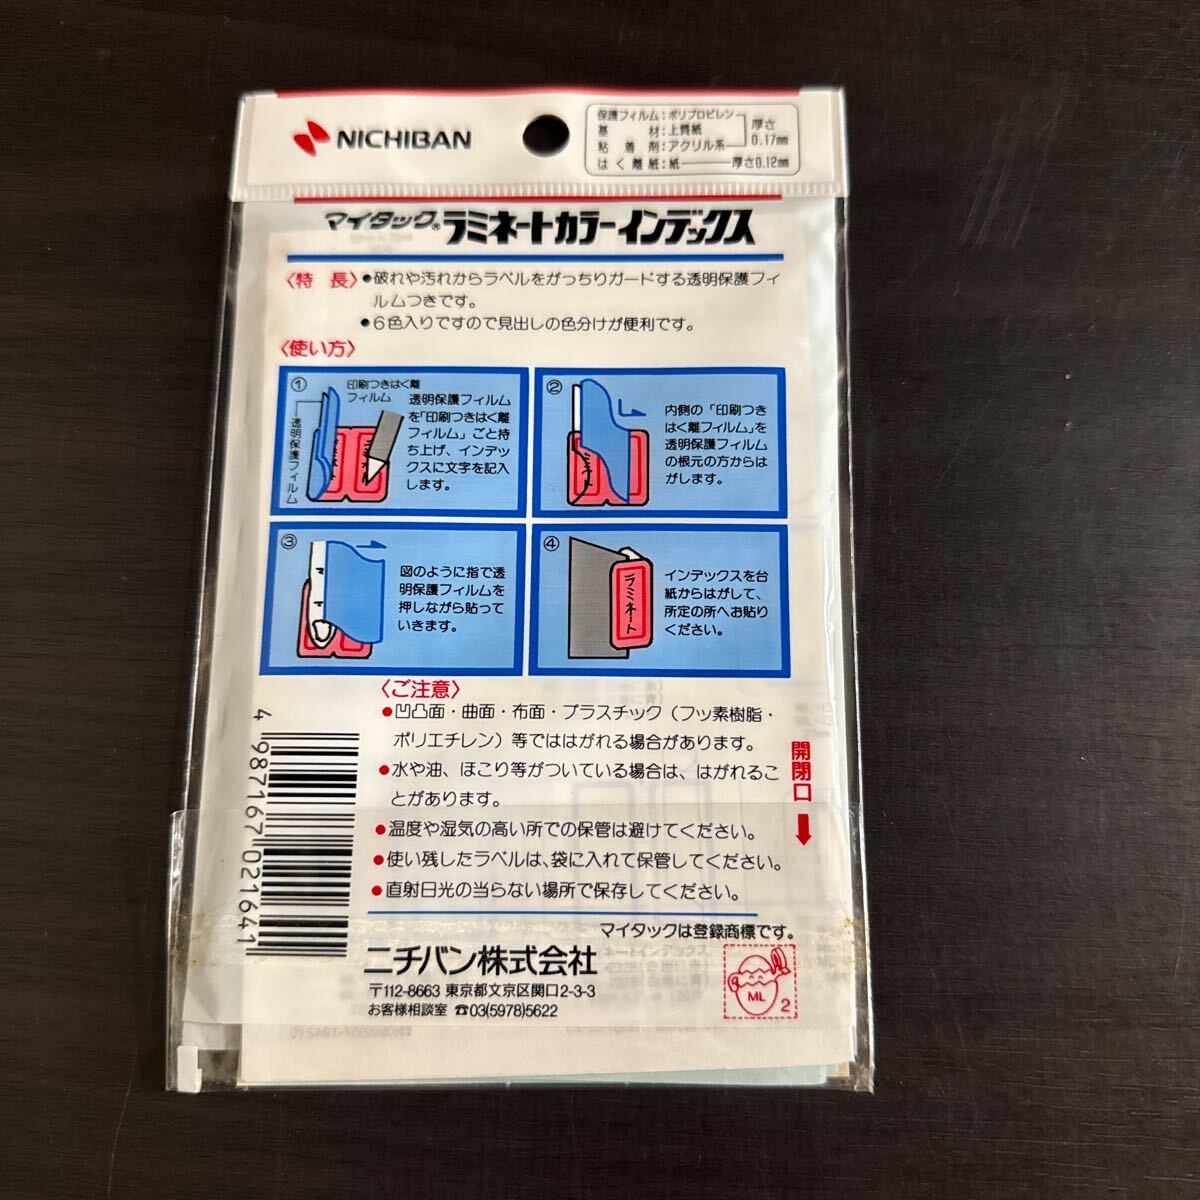 NICHIBAN
保護フィルム:ポリプロピレン
基材:上質紙
厚さ0.17mm
粘着剤:アクリル系
はく離紙:紙 厚さ0.12mm
マイタック®ラミネートカラーインデックス
〈特長〉●破れや汚れからラベルをがっちりガードする透明保護フィ
ルムつきです。
●6色入りですので見出しの色分けが便利です。
〈使い方〉
①
印刷つきはく離
フィルム
透明保護フィルム
透明保護フィルム
を「印刷つきはく離
フィルム」ごと持
ち上げ、インデッ
クスに文字を記入
します。
②
内側の「印刷つき
はく離フィルム」を
透明保護フィルム
の根元の方からは
がします。
③
図のように指で透
明保護フィルムを
押しながら貼って
いきます。
④
ラミネート
インデックスを台
紙からはがして、
所定の所へお貼り
ください。
〈ご注意〉
●凹凸面・曲面・布面・プラスチック（フッ素樹脂・
ポリエチレン）等でははがれる場合があります。
●水や油、ほこり等がついている場合は、はがれるこ
とがあります。
●温度や湿気の高い所での保管は避けてください。
●使い残したラベルは、袋に入れて保管してください。
●直射日光の当らない場所で保存してください。
開閉口
4 987167 021641
マイタックは登録商標です。
ニチバン株式会社
〒112-8663 東京都文京区関口2-3-3
お客様相談室 ☎03(5978)5622
ML
2